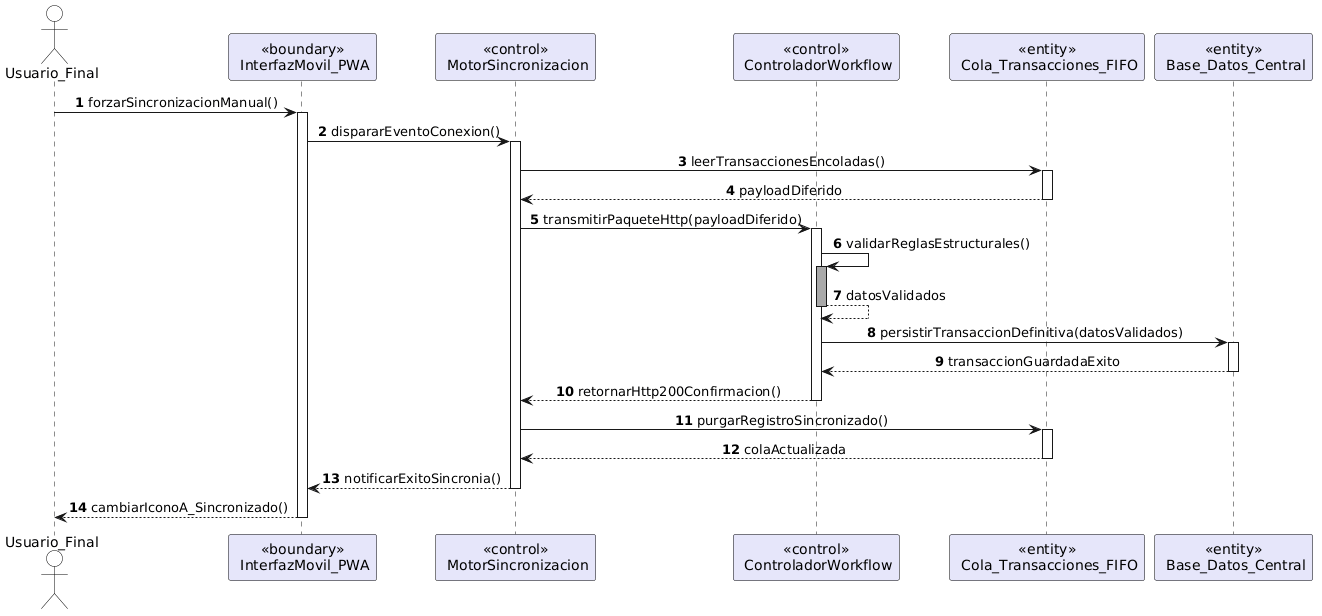 Usuario_Final
«boundary»
InterfazMovil_PWA
«control»
MotorSincronizacion
«control»
ControladorWorkflow
«entity»
Cola_Transacciones_FIFO
«entity»
Base_Datos_Central
1 forzarSincronizacionManual()
2 dispararEventoConexion()
3 leerTransaccionesEncoladas()
4 payloadDiferido
5 transmitirPaqueteHttp(payloadDiferido)
6 validarReglasEstructurales()
7 datosValidados
8 persistirTransaccionDefinitiva(datosValidados)
9 transaccionGuardadaExito
10 retornarHttp200Confirmacion()
11 purgarRegistroSincronizado()
12 colaActualizada
13 notificarExitoSincronia()
14 cambiarIconoA_Sincronizado()
Usuario_Final
«boundary»
InterfazMovil_PWA
«control»
MotorSincronizacion
«control»
ControladorWorkflow
«entity»
Cola_Transacciones_FIFO
«entity»
Base_Datos_Central